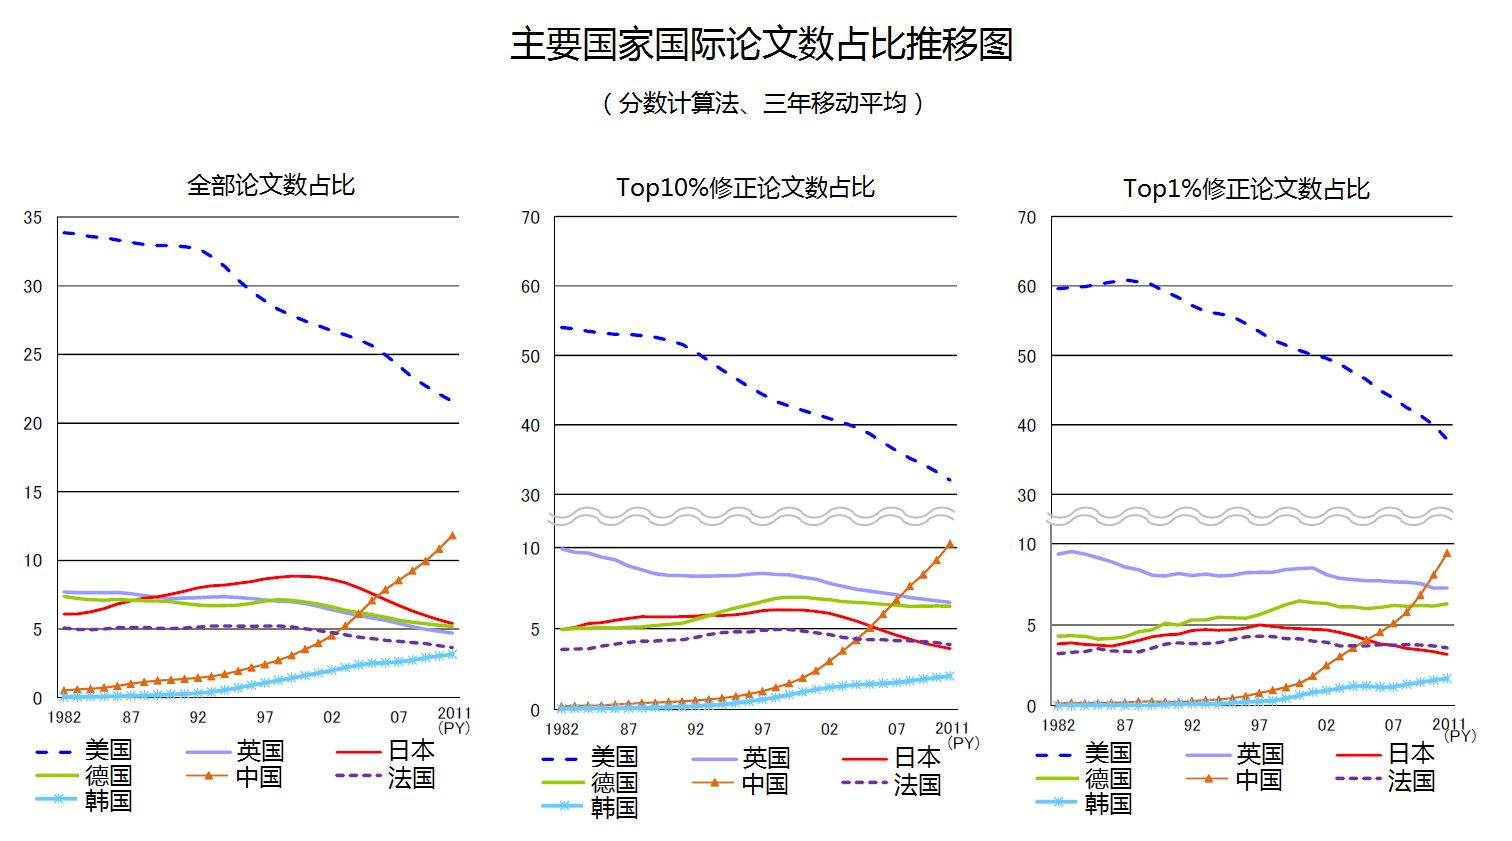 主要国家国际论文数占比推移图
（分数计算法、三年移动平均）
全部论文数占比
35
30
25
20
15
10
5
0
1982 87 92 97 02 07 2011
(PY)
美国 英国 日本
德国 中国 法国
韩国
Top10%修正论文数占比
70
60
50
40
30
10
5
0
1982 87 92 97 02 07 2011
(PY)
美国 英国 日本
德国 中国 法国
韩国
Top1%修正论文数占比
70
60
50
40
30
10
5
0
1982 87 92 97 02 07 2011
(PY)
美国 英国 日本
德国 中国 法国
韩国